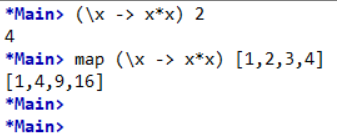 *Main> (\x -> x*x) 2
4
*Main> map (\x -> x*x) [1,2,3,4]
[1,4,9,16]
*Main>
*Main>